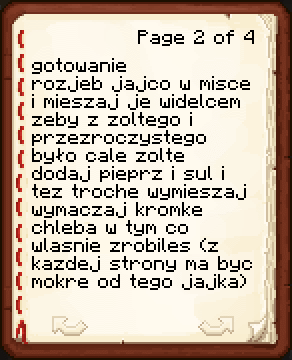 Page 2 of 4
gotowanie
rozjeb jajco w misce
i mieszaj je widelcem
zeby z zoltego i
przezroczystego
było cale zolte
dodaj pieprz i sul i
tez troche wymieszaj
wymaczaj kromke
chleba w tym co
wlasnie zrobiles (z
kazdej strony ma byc
mokre od tego jajka)